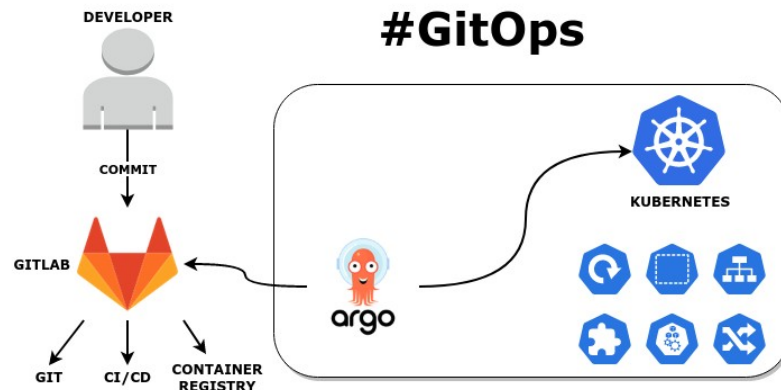 DEVELOPER
#GitOps
COMMIT
KUBERNETES
GITLAB
argo
GIT
CI/CD
CONTAINER
REGISTRY